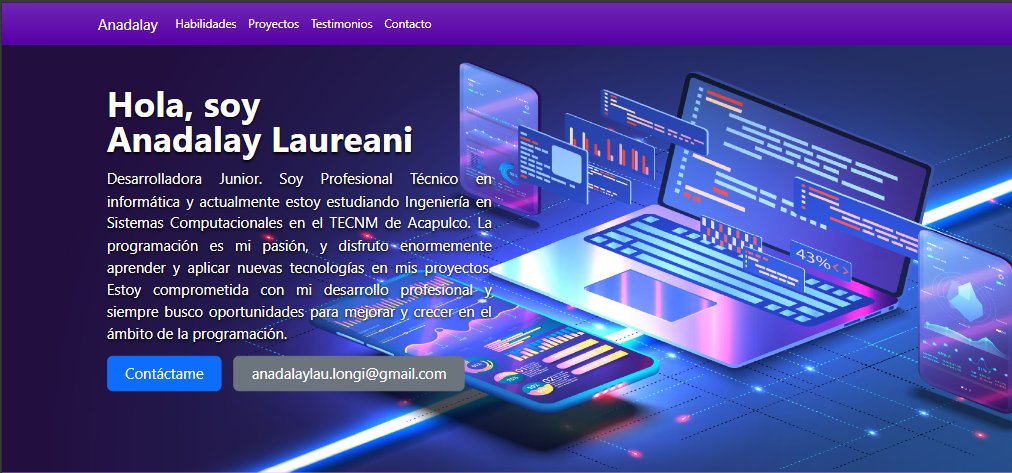 Anadalay Habilidades Proyectos Testimonios Contacto
Hola, soy
Anadalay Laureani
Desarrolladora Junior. Soy Profesional Técnico en
informática y actualmente estoy estudiando Ingeniería en
Sistemas Computacionales en el TECNM de Acapulco. La
programación es mi pasión, y disfruto enormemente
aprender y aplicar nuevas tecnologías en mis proyectos.
Estoy comprometida con mi desarrollo profesional y
siempre busco oportunidades para mejorar y crecer en el
ámbito de la programación.
Contáctame anadalaylau.longi@gmail.com
43%<>